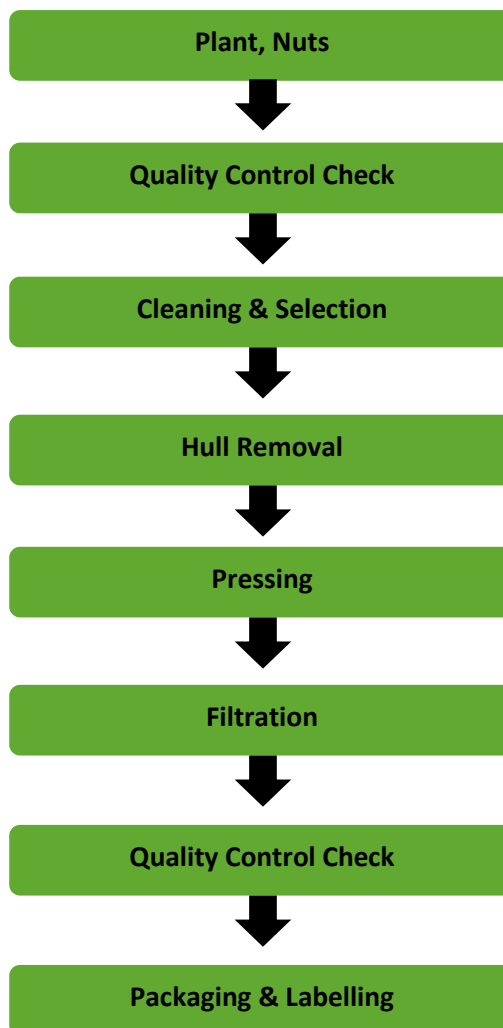 Plant, Nuts
Quality Control Check
Cleaning & Selection
Hull Removal
Pressing
Filtration
Quality Control Check
Packaging & Labelling